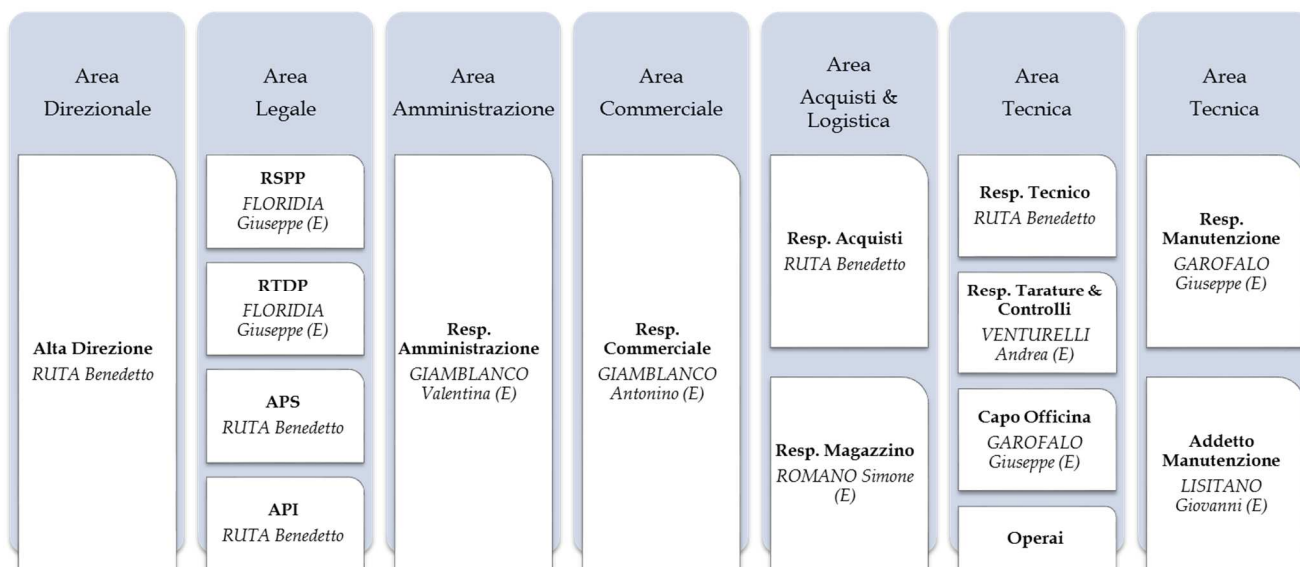 Area
Direzionale
Alta Direzione
RUTA Benedetto
Area
Legale
RSPP
FLORIDIA
Giuseppe (E)
RTDP
FLORIDIA
Giuseppe (E)
APS
RUTA Benedetto
API
RUTA Benedetto
Area
Amministrazione
Resp.
Amministrazione
GIAMBLANCO
Valentina (E)
Area
Commerciale
Resp.
Commerciale
GIAMBLANCO
Antonino (E)
Area
Acquisti &
Logistica
Resp. Acquisti
RUTA Benedetto
Resp. Magazzino
ROMANO Simone
(E)
Area
Tecnica
Resp. Tecnico
RUTA Benedetto
Resp. Tarature &
Controlli
VENTURELLI
Andrea (E)
Capo Officina
GAROFALO
Giuseppe (E)
Operai
Area
Tecnica
Resp.
Manutenzione
GAROFALO
Giuseppe (E)
Addetto
Manutenzione
LISITANO
Giovanni (E)